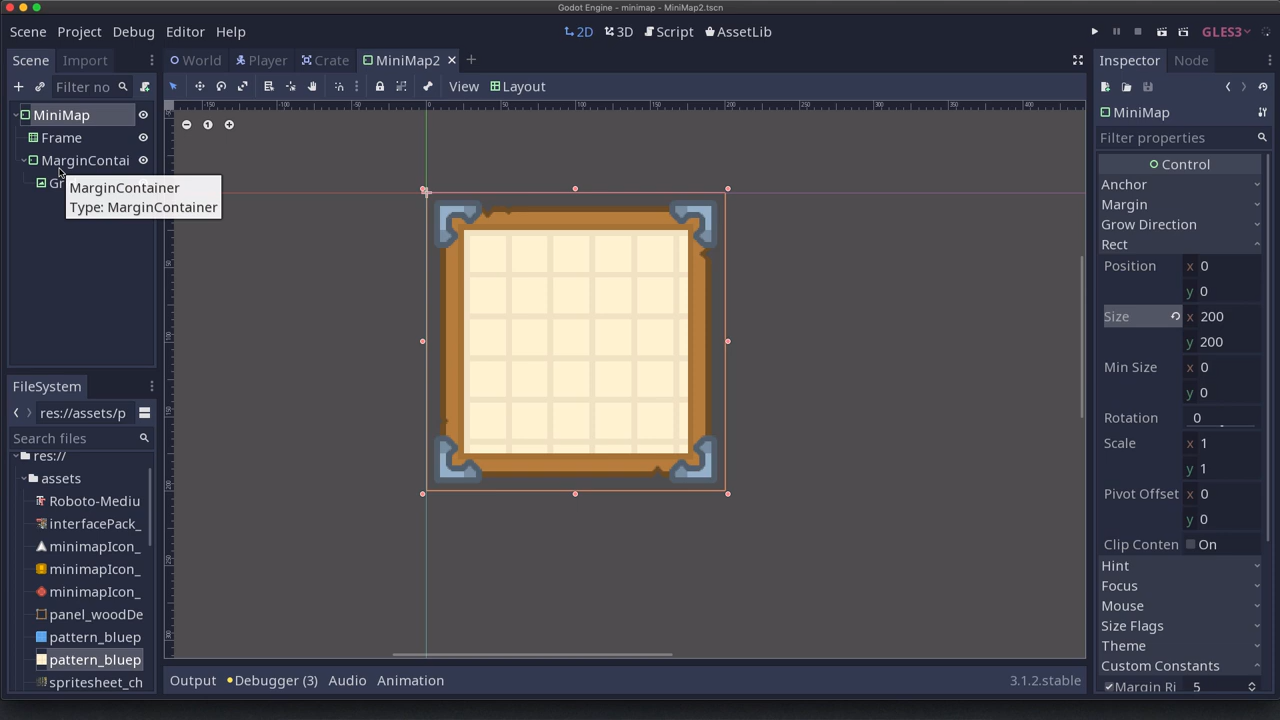 Godot Engine - minimap - MiniMap2.tscn
Scene Project Debug Editor Help
2D 3D Script AssetLib
GLES3
Scene Import
World Player Crate MiniMap2
Inspector Node
Filter no
View Layout
MiniMap
Frame
MarginContai
Gr
MarginContainer
Type: MarginContainer
MiniMap
Filter properties
Control
Anchor
Margin
Grow Direction
Rect
Position x 0
y 0
Size x 200
y 200
Min Size x 0
y 0
Rotation 0
Scale x 1
y 1
Pivot Offset x 0
y 0
Clip Conten On
Hint
Focus
Mouse
Size Flags
Theme
Custom Constants
Margin Ri 5
FileSystem
res://assets/p
Search files
res://
assets
Roboto-Mediu
interfacePack_
minimapIcon_
minimapIcon_
minimapIcon_
panel_woodDe
pattern_bluep
pattern_bluep
spritesheet_ch
Output Debugger (3) Audio Animation
3.1.2.stable